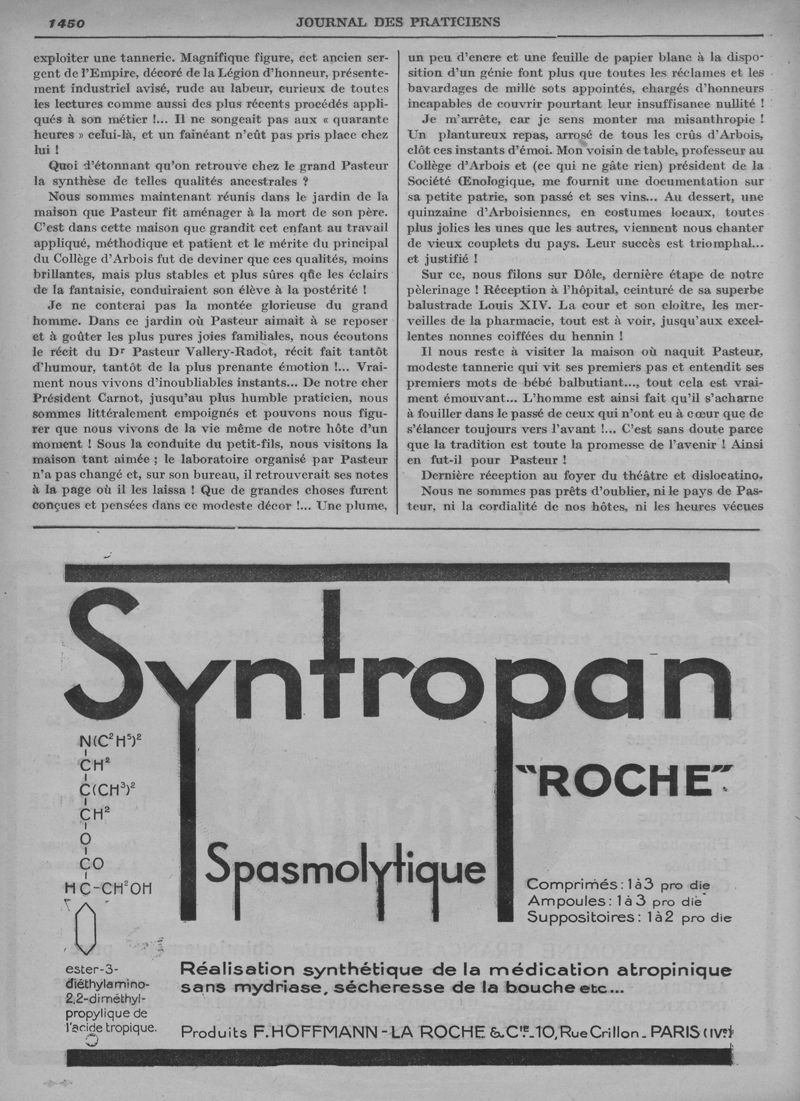 1450
JOURNAL DES PRATICIENS
exploiter une tannerie. Magnifique figure, cet ancien ser-
gent de l'Empire, décoré de la Légion d'honneur, présente-
ment industriel avisé, rude au labeur, curieux de toutes
les lectures comme aussi des plus récents procédés appli-
qués à son métier !... Il ne songeait pas aux « quarante
heures » celui-là, et un fainéant n'eût pas pris place chez
lui !
Quoi d'étonnant qu'on retrouve chez le grand Pasteur
la synthèse de telles qualités ancestrales ?
Nous sommes maintenant réunis dans le jardin de la
maison que Pasteur fit aménager à la mort de son père.
C'est dans cette maison que grandit cet enfant au travail
appliqué, méthodique et patient et le mérite du principal
du Collège d'Arbois fut de deviner que ces qualités, moins
brillantes, mais plus stables et plus sûres que les éclairs
de la fantaisie, conduiraient son élève à la postérité !
Je ne conterai pas la montée glorieuse du grand
homme. Dans ce jardin où Pasteur aimait à se reposer
et à goûter les plus pures joies familiales, nous écoutons
le récit du Dr Pasteur Vallery-Radot, récit fait tantôt
d'humour, tantôt de la plus prenante émotion !... Vrai-
ment nous vivons d'inoubliables instants... De notre cher
Président Carnot, jusqu'au plus humble praticien, nous
sommes littéralement empoignés et pouvons nous figu-
rer que nous vivons de la vie même de notre hôte d'un
moment ! Sous la conduite du petit-fils, nous visitons la
maison tant aimée ; le laboratoire organisé par Pasteur
n'a pas changé et, sur son bureau, il retrouverait ses notes
à la page où il les laissa ! Que de grandes choses furent
conçues et pensées dans ce modeste décor !... Une plume,
un peu d'encre et une feuille de papier blanc à la dispo-
sition d'un génie font plus que toutes les réclames et les
bavardages de mille sots appointés, chargés d'honneurs
incapables de couvrir pourtant leur insuffisance nullité !
Je m'arrête, car je sens monter ma misanthropie !
Un plantureux repas, arrosé de tous les crûs d'Arbois,
clôt ces instants d'émoi. Mon voisin de table, professeur au
Collège d'Arbois et (ce qui ne gâte rien) président de la
Société Œnologique, me fournit une documentation sur
sa petite patrie, son passé et ses vins... Au dessert, une
quinzaine d'Arboisiennes, en costumes locaux, toutes
plus jolies les unes que les autres, viennent nous chanter
de vieux couplets du pays. Leur succès est triomphal...
et justifié !
Sur ce, nous filons sur Dôle, dernière étape de notre
pèlerinage ! Réception à l'hôpital, ceinturé de sa superbe
balustrade Louis XIV. La cour et son cloître, les mer-
veilles de la pharmacie, tout est à voir, jusqu'aux excel-
lentes nonnes coiffées du hennin !
Il nous reste à visiter la maison où naquit Pasteur,
modeste tannerie qui vit ses premiers pas et entendit ses
premiers mots de bébé balbutiant..., tout cela est vrai-
ment émouvant... L'homme est ainsi fait qu'il s'acharne
à fouiller dans le passé de ceux qui n'ont eu à cœur que de
s'élancer toujours vers l'avant !... C'est sans doute parce
que la tradition est toute la promesse de l'avenir ! Ainsi
en fut-il pour Pasteur !
Dernière réception au foyer du théâtre et dislocatino.
Nous ne sommes pas prêts d'oublier, ni le pays de Pas-
teur, ni la cordialité de nos hôtes, ni les heures vécues
Syntropan
"ROCHE"
N(C²H⁵)²
CH²
C(CH³)²
CH²
O
CO
HC-CH²OH
Spasmolytique
Comprimés : 1 à 3 pro die
Ampoules : 1 à 3 pro die
Suppositoires : 1 à 2 pro die
ester-3-
diéthylamino-
2,2-diméthyl-
propylique de
l'acide tropique.
Réalisation synthétique de la médication atropinique
sans mydriase, sécheresse de la bouche etc...
Produits F. HOFFMANN-LA ROCHE & Cie. 10, Rue Crillon. PARIS (IVe)